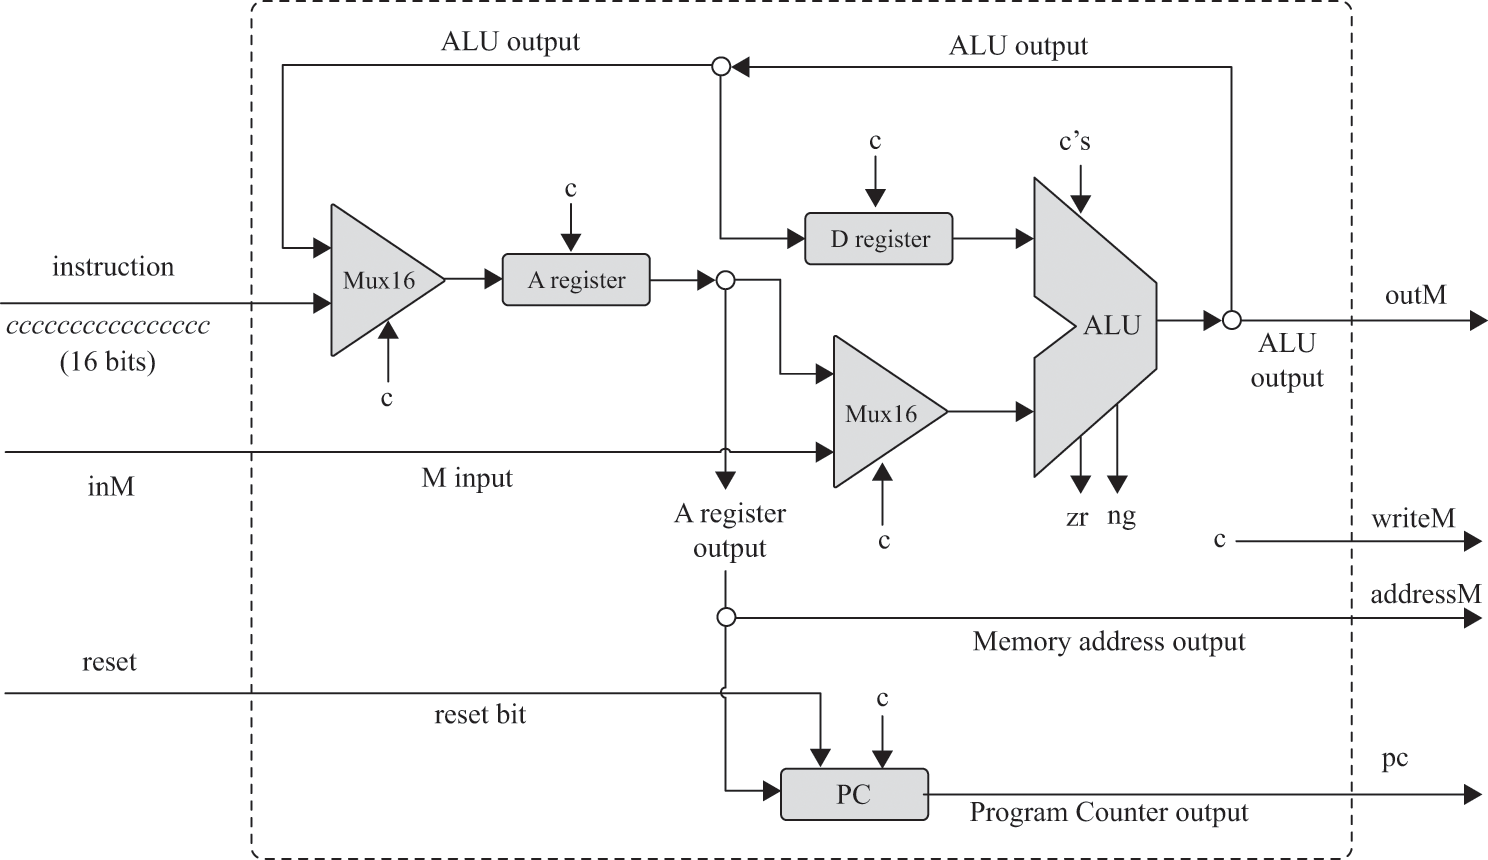 ALU output
ALU output
c
c's
c
D register
instruction
Mux16
A register
cccccccccccccccc
(16 bits)
c
outM
ALU
ALU
output
Mux16
inM
M input
A register
output
c
zr
ng
c
writeM
addressM
Memory address output
reset
reset bit
c
pc
PC
Program Counter output